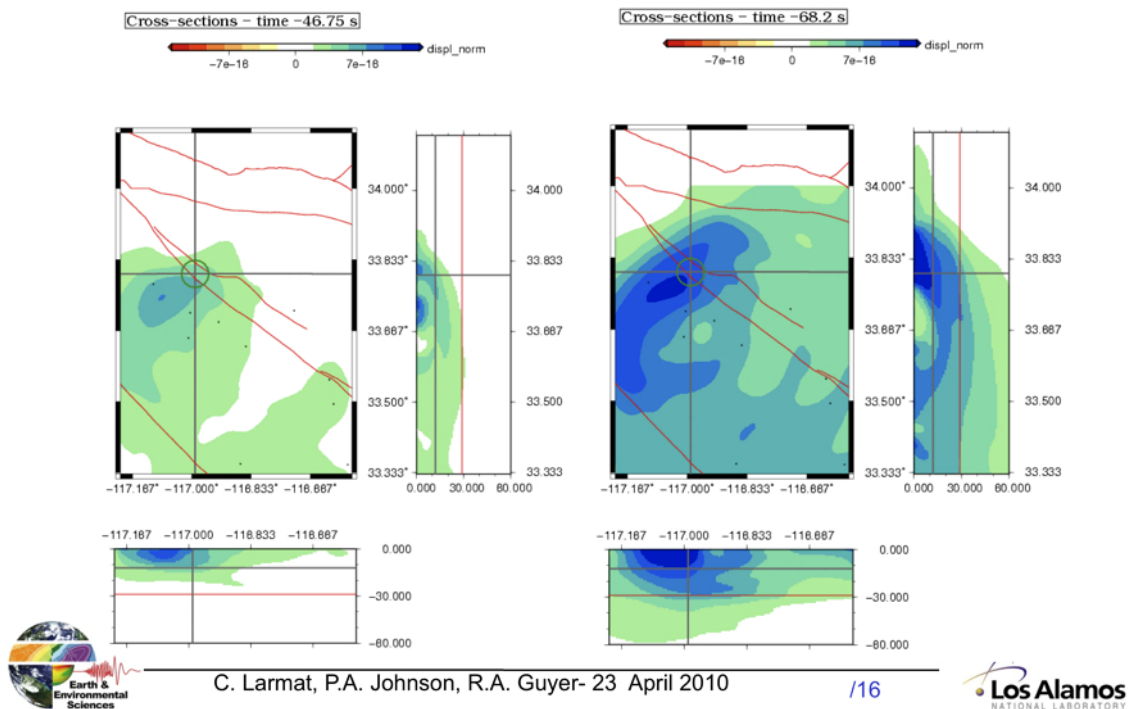 Cross-sections - time -46.75 s
displ_norm
-7e-16 0 7e-16
34.000°
33.833°
33.667°
33.500°
33.333°
-117.167° -117.000° -116.833° -116.667°
34.000
33.833
33.667
33.500
33.333
0.000 30.000 60.000
-117.167 -117.000 -116.833 -116.667
0.000
-30.000
-60.000
Cross-sections - time -68.2 s
displ_norm
-7e-16 0 7e-16
34.000°
33.833°
33.667°
33.500°
33.333°
-117.167° -117.000° -116.833° -116.667°
34.000
33.833
33.667
33.500
33.333
0.000 30.000 60.000
-117.167 -117.000 -116.833 -116.667
0.000
-30.000
-60.000
Earth &
Environmental
Sciences
C. Larmat, P.A. Johnson, R.A. Guyer- 23 April 2010
/16
Los Alamos
NATIONAL LABORATORY